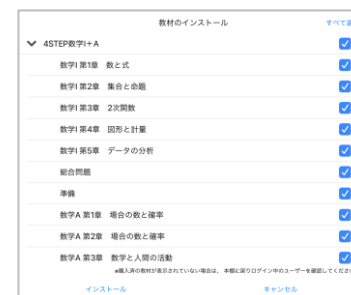 教材のインストール
すべて選
4STEP数学I+A
数学I 第1章 数と式
数学I 第2章 集合と命題
数学I 第3章 2次関数
数学I 第4章 図形と計量
数学I 第5章 データの分析
総合問題
準備
数学A 第1章 場合の数と確率
数学A 第2章 場合の数と確率
数学A 第3章 数学と人間の活動
※購入済の教材が表示されていない場合は、本棚に戻りログイン中のユーザーを確認してくださ
インストール
キャンセル